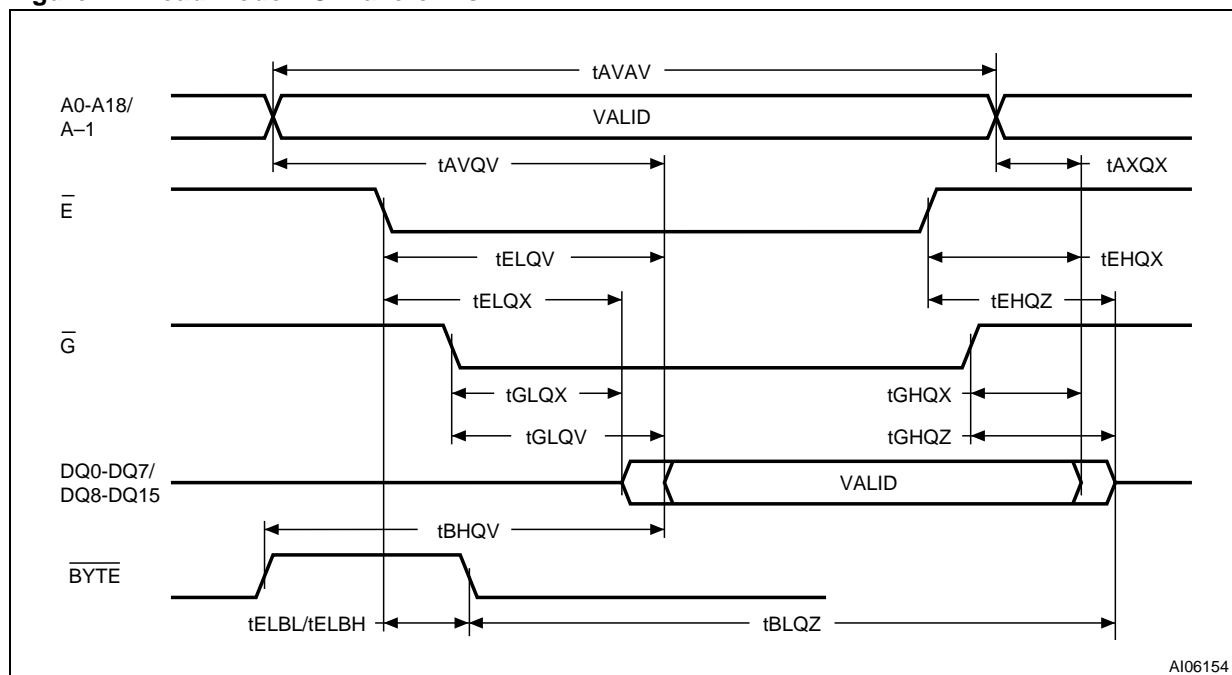 tAVAV
A0-A18/
A–1
VALID
tAVQV
tAXQX
E
tELQV
tEHQX
tELQX
tEHQZ
G
tGLQX
tGHQX
tGLQV
tGHQZ
DQ0-DQ7/
DQ8-DQ15
VALID
tBHQV
BYTE
tELBL/tELBH
tBLQZ
AI06154